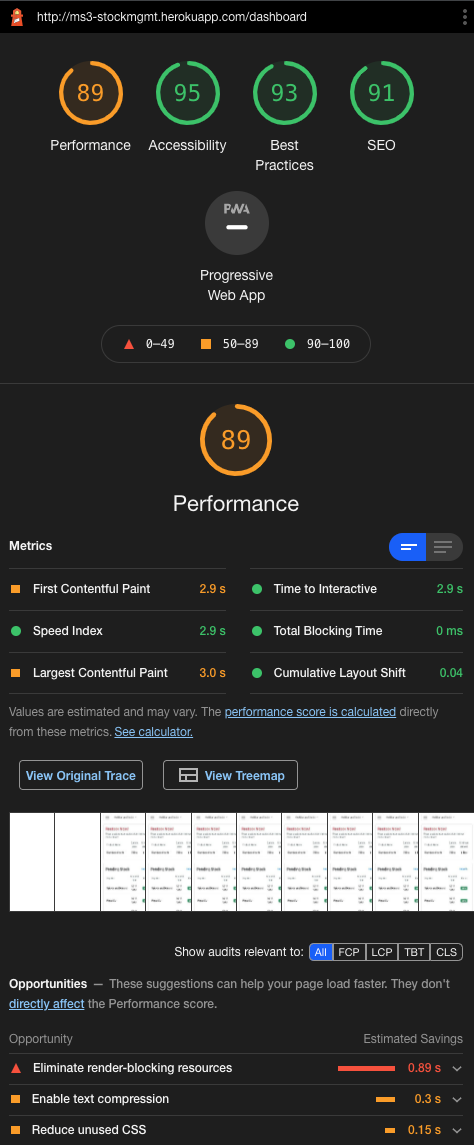 http://ms3-stockmgmt.herokuapp.com/dashboard
89 95 93 91
Performance Accessibility Best Practices SEO
PWA
Progressive
Web App
0–49 50–89 90–100
89
Performance
Metrics
First Contentful Paint 2.9 s Time to Interactive 2.9 s
Speed Index 2.9 s Total Blocking Time 0 ms
Largest Contentful Paint 3.0 s Cumulative Layout Shift 0.04
Values are estimated and may vary. The performance score is calculated directly
from these metrics. See calculator.
View Original Trace View Treemap
Show audits relevant to: All FCP LCP TBT CLS
Opportunities — These suggestions can help your page load faster. They don't
directly affect the Performance score.
Opportunity Estimated Savings
Eliminate render-blocking resources 0.89 s
Enable text compression 0.3 s
Reduce unused CSS 0.15 s